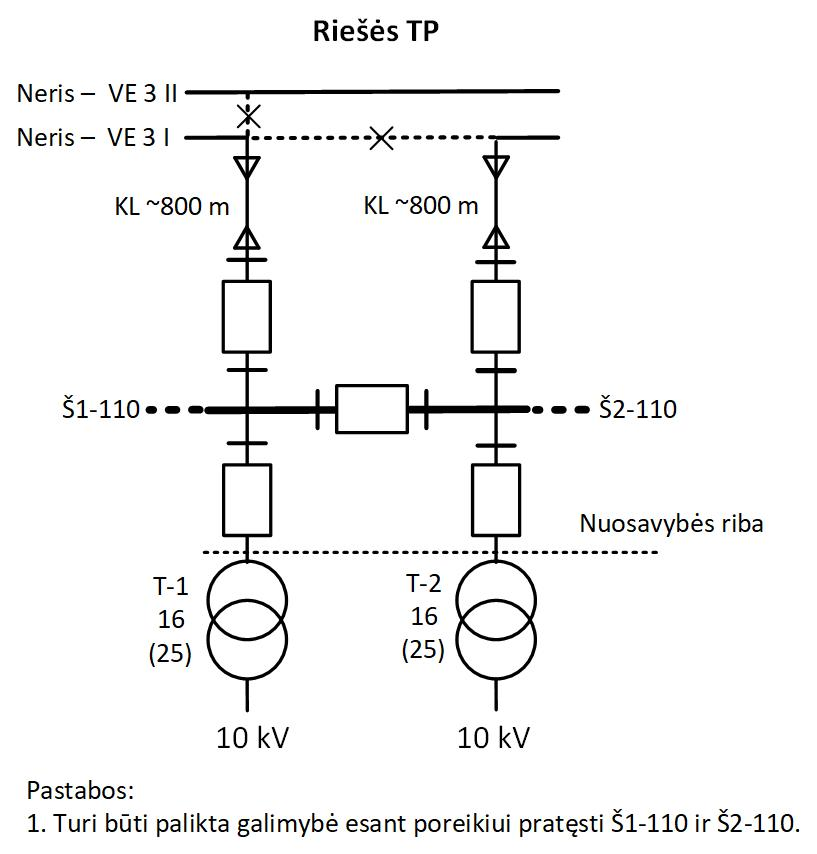 Riešės TP
Neris – VE 3 II
Neris – VE 3 I
KL ~800 m
KL ~800 m
Š1-110
Š2-110
Nuosavybės riba
T-1
16
(25)
T-2
16
(25)
10 kV
10 kV
Pastabos:
1. Turi būti palikta galimybė esant poreikiui pratęsti Š1-110 ir Š2-110.